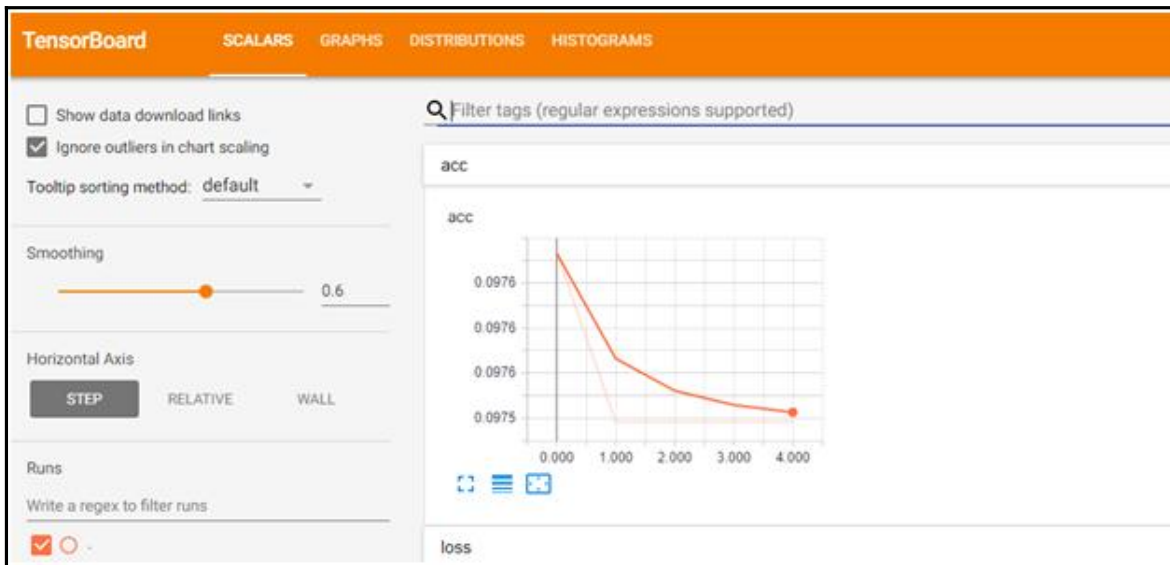 TensorBoard SCALARS GRAPHS DISTRIBUTIONS HISTOGRAMS
Show data download links
Ignore outliers in chart scaling
Tooltip sorting method: default
Smoothing
0.6
Horizontal Axis
STEP RELATIVE WALL
Runs
Write a regex to filter runs
.
Filter tags (regular expressions supported)
acc
acc
0.0976
0.0976
0.0976
0.0975
0.000 1.000 2.000 3.000 4.000
loss